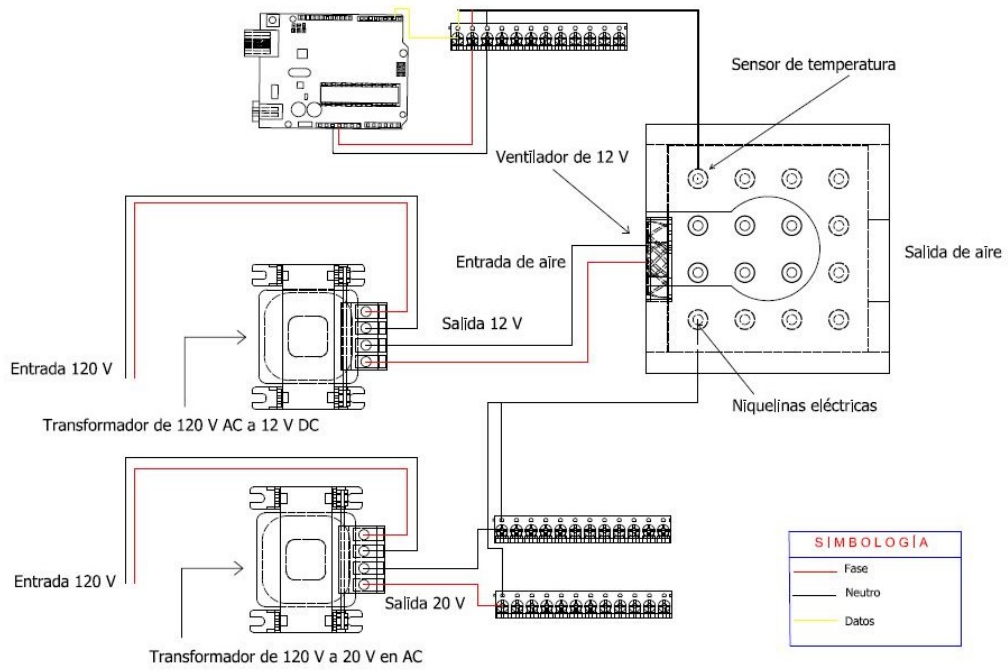 Sensor de temperatura
Ventilador de 12 V
Entrada de aire
Salida de aire
Salida 12 V
Entrada 120 V
Niquelinas eléctricas
Transformador de 120 V AC a 12 V DC
Entrada 120 V
Salida 20 V
Transformador de 120 V a 20 V en AC
SIMBOLOGÍA
Fase
Neutro
Datos